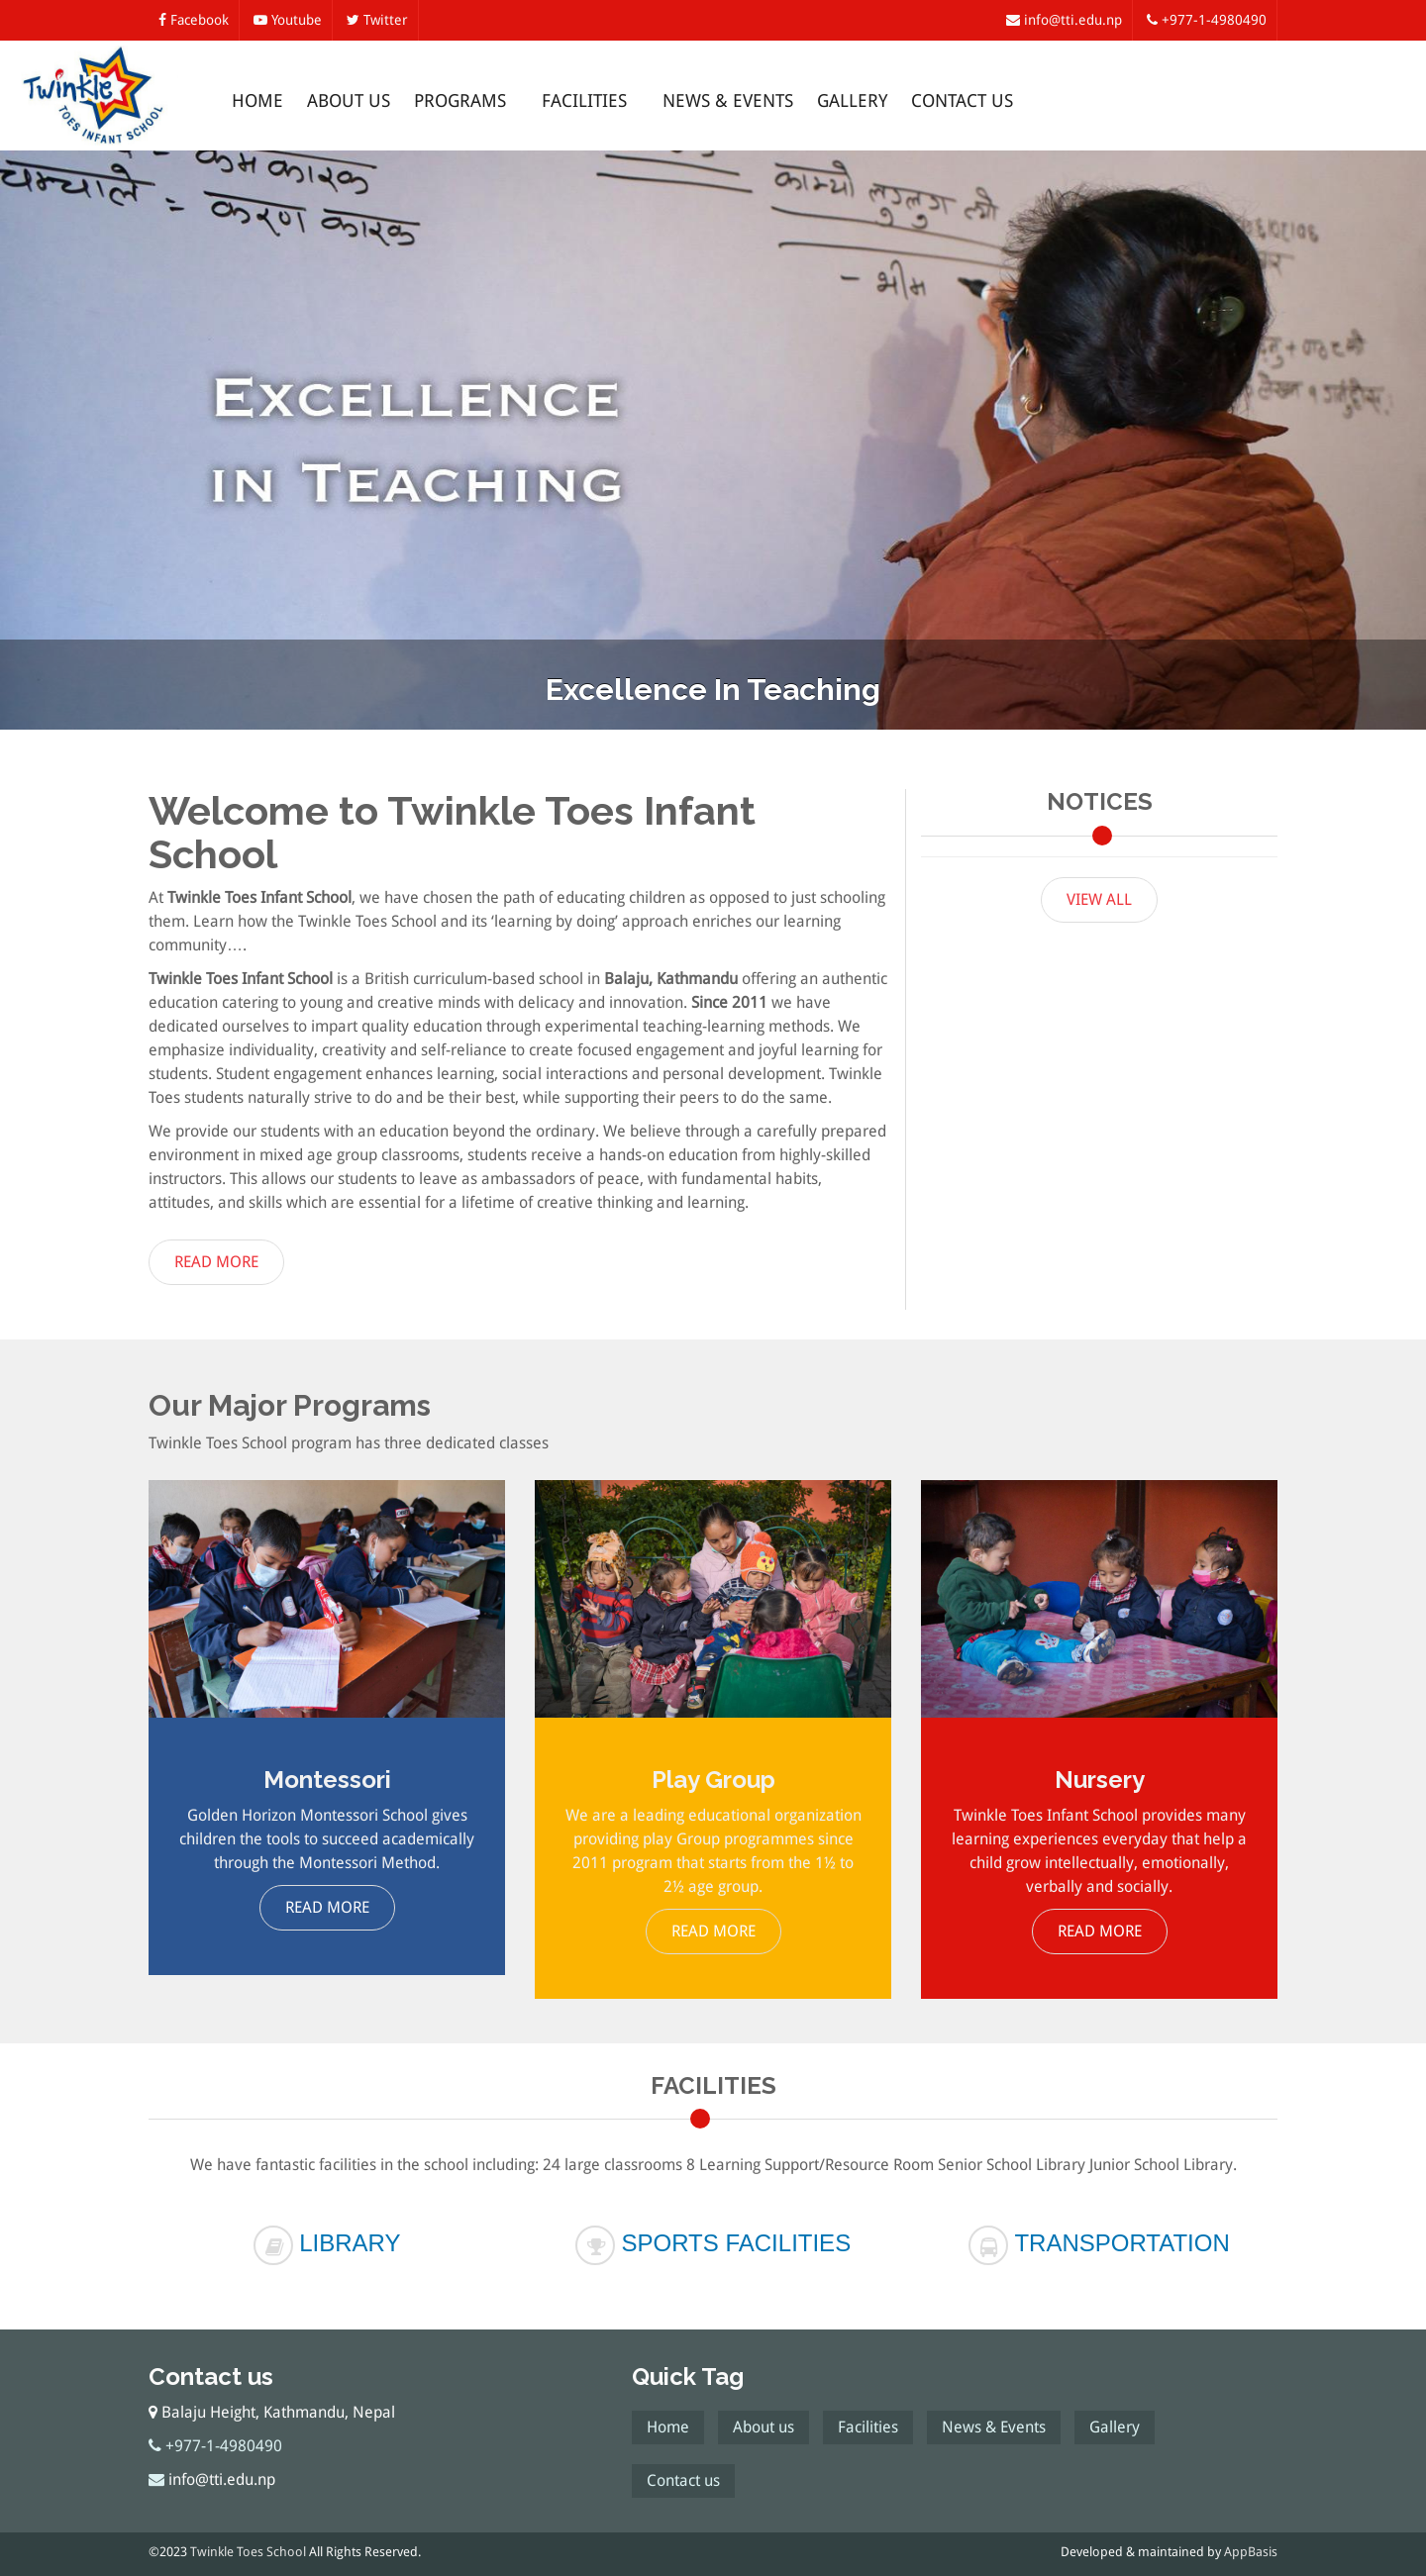 Facebook Youtube Twitter info@tti.edu.np +977-1-4980490
Twinkle
TOES INFANT SCHOOL
HOME ABOUT US PROGRAMS FACILITIES NEWS & EVENTS GALLERY CONTACT US
= कम कारक
= करण कारक
- भीम
EXCELLENCE
IN TEACHING
Excellence In Teaching
Welcome to Twinkle Toes Infant
School
At Twinkle Toes Infant School, we have chosen the path of educating children as opposed to just schooling
them. Learn how the Twinkle Toes School and its ‘learning by doing’ approach enriches our learning
community….
Twinkle Toes Infant School is a British curriculum-based school in Balaju, Kathmandu offering an authentic
education catering to young and creative minds with delicacy and innovation. Since 2011 we have
dedicated ourselves to impart quality education through experimental teaching-learning methods. We
emphasize individuality, creativity and self-reliance to create focused engagement and joyful learning for
students. Student engagement enhances learning, social interactions and personal development. Twinkle
Toes students naturally strive to do and be their best, while supporting their peers to do the same.
We provide our students with an education beyond the ordinary. We believe through a carefully prepared
environment in mixed age group classrooms, students receive a hands-on education from highly-skilled
instructors. This allows our students to leave as ambassadors of peace, with fundamental habits,
attitudes, and skills which are essential for a lifetime of creative thinking and learning.
READ MORE
NOTICES
VIEW ALL
Our Major Programs
Twinkle Toes School program has three dedicated classes
Montessori
Golden Horizon Montessori School gives
children the tools to succeed academically
through the Montessori Method.
READ MORE
Play Group
We are a leading educational organization
providing play Group programmes since
2011 program that starts from the 1½ to
2½ age group.
READ MORE
Nursery
Twinkle Toes Infant School provides many
learning experiences everyday that help a
child grow intellectually, emotionally,
verbally and socially.
READ MORE
FACILITIES
We have fantastic facilities in the school including: 24 large classrooms 8 Learning Support/Resource Room Senior School Library Junior School Library.
LIBRARY SPORTS FACILITIES TRANSPORTATION
Contact us
Balaju Height, Kathmandu, Nepal
+977-1-4980490
info@tti.edu.np
Quick Tag
Home About us Facilities News & Events Gallery
Contact us
©2023 Twinkle Toes School All Rights Reserved. Developed & maintained by AppBasis